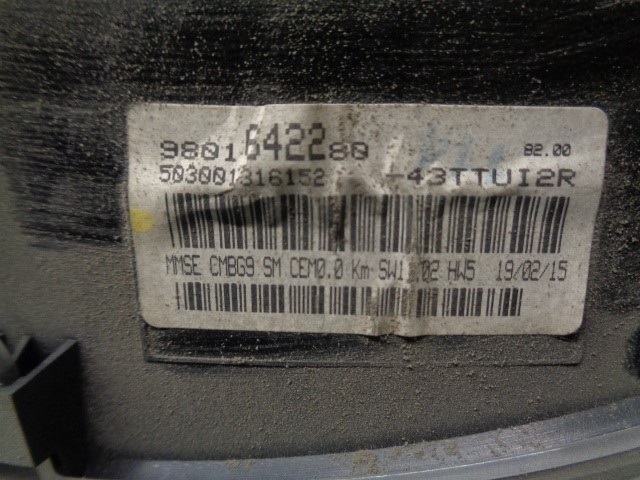 9801642280 82.00
503001316152 -43TTUI2R
MMSE CMBG9 SM CEM0.0 Km HW5 19/02/15